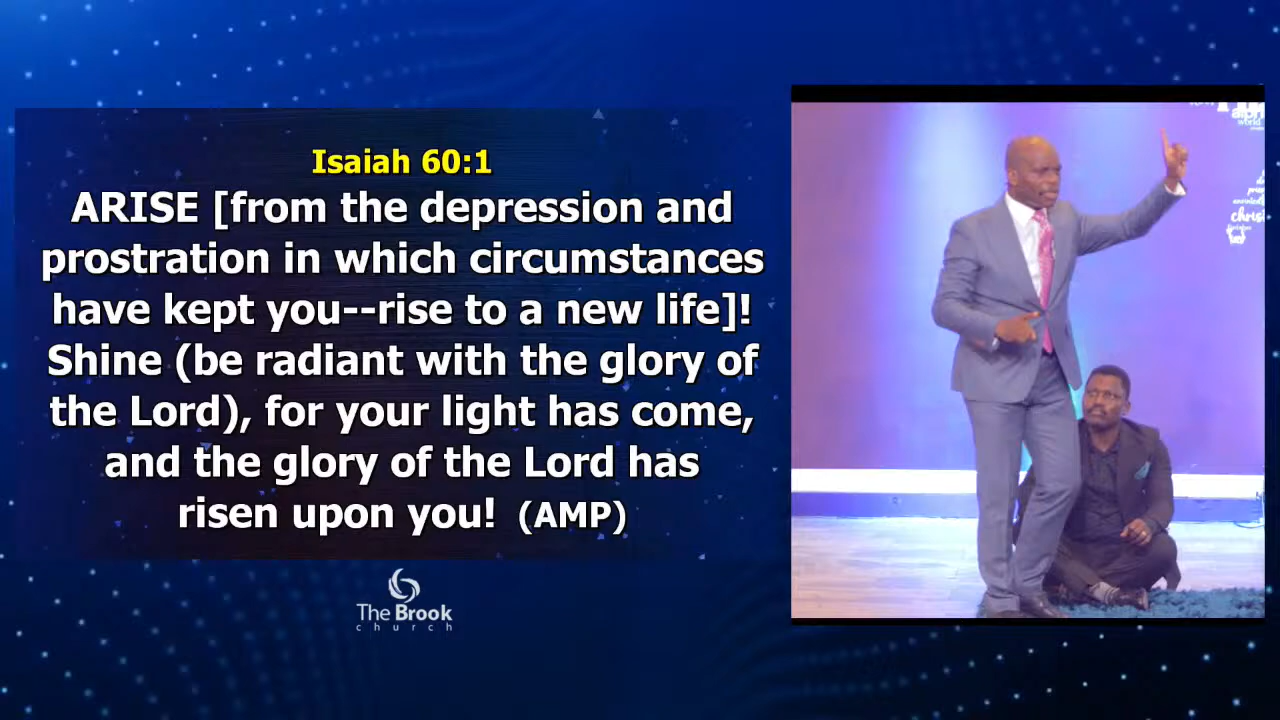 Isaiah 60:1
ARISE [from the depression and
prostration in which circumstances
have kept you--rise to a new life]!
Shine (be radiant with the glory of
the Lord), for your light has come,
and the glory of the Lord has
risen upon you! (AMP)
The Brook
church
world
christ